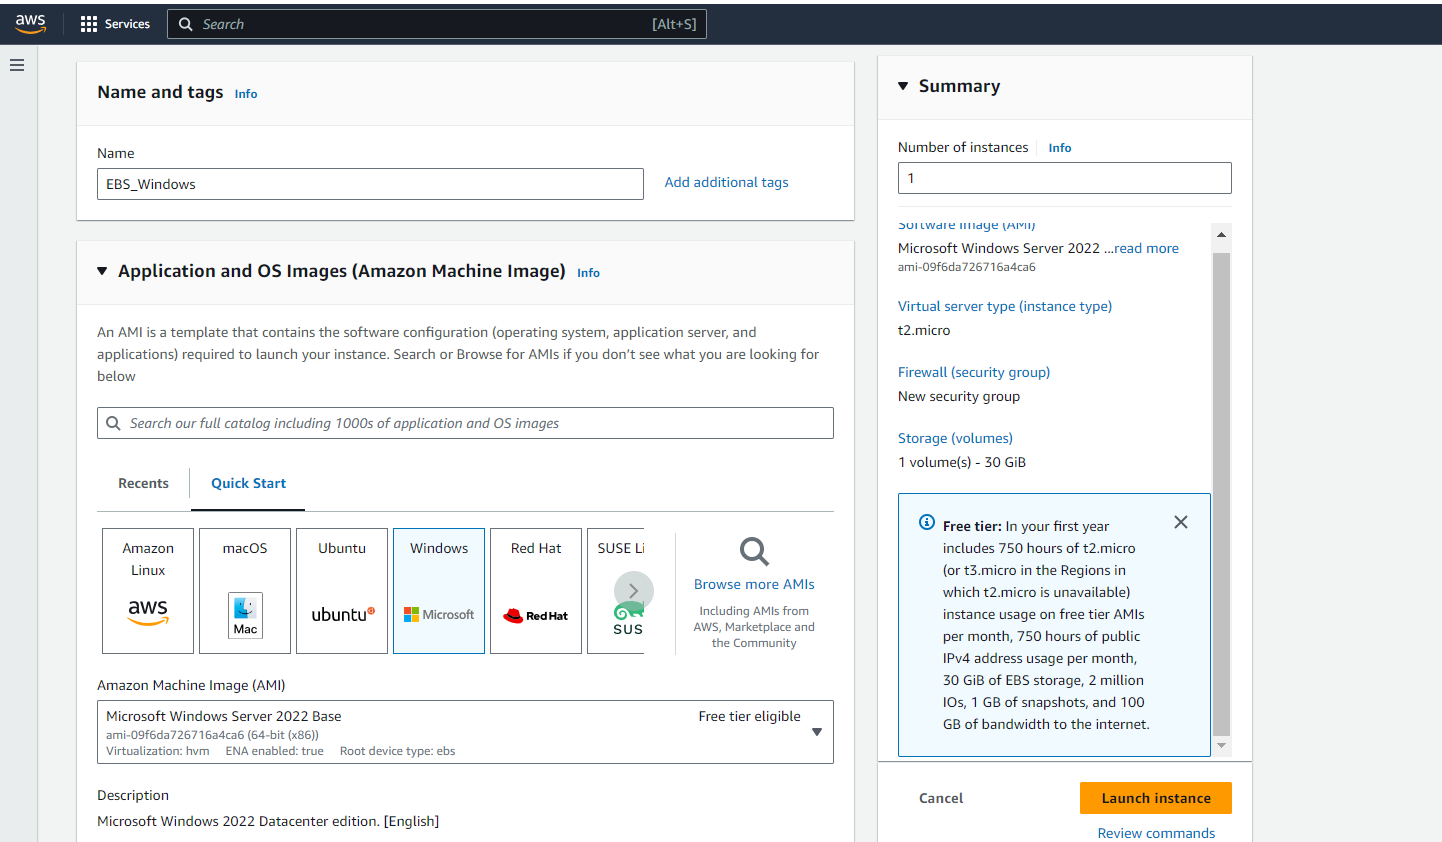 aws
Services
Search
[Alt+S]
Name and tags Info
Name
EBS_Windows
Add additional tags
Application and OS Images (Amazon Machine Image) Info
An AMI is a template that contains the software configuration (operating system, application server, and
applications) required to launch your instance. Search or Browse for AMIs if you don’t see what you are looking for
below
Search our full catalog including 1000s of application and OS images
Recents
Quick Start
Amazon
Linux
aws
macOS
Mac
Ubuntu
ubuntu
Windows
Microsoft
Red Hat
Red Hat
SUSE Li
SUS
Browse more AMIs
Including AMIs from
AWS, Marketplace and
the Community
Amazon Machine Image (AMI)
Microsoft Windows Server 2022 Base
Free tier eligible
ami-09f6da726716a4ca6 (64-bit (x86))
Virtualization: hvm ENA enabled: true Root device type: ebs
Description
Microsoft Windows 2022 Datacenter edition. [English]
Summary
Number of instances Info
1
Software Image (AMI)
Microsoft Windows Server 2022 ...read more
ami-09f6da726716a4ca6
Virtual server type (instance type)
t2.micro
Firewall (security group)
New security group
Storage (volumes)
1 volume(s) - 30 GiB
Free tier: In your first year
includes 750 hours of t2.micro
(or t3.micro in the Regions in
which t2.micro is unavailable)
instance usage on free tier AMIs
per month, 750 hours of public
IPv4 address usage per month,
30 GiB of EBS storage, 2 million
IOs, 1 GB of snapshots, and 100
GB of bandwidth to the internet.
Cancel
Launch instance
Review commands